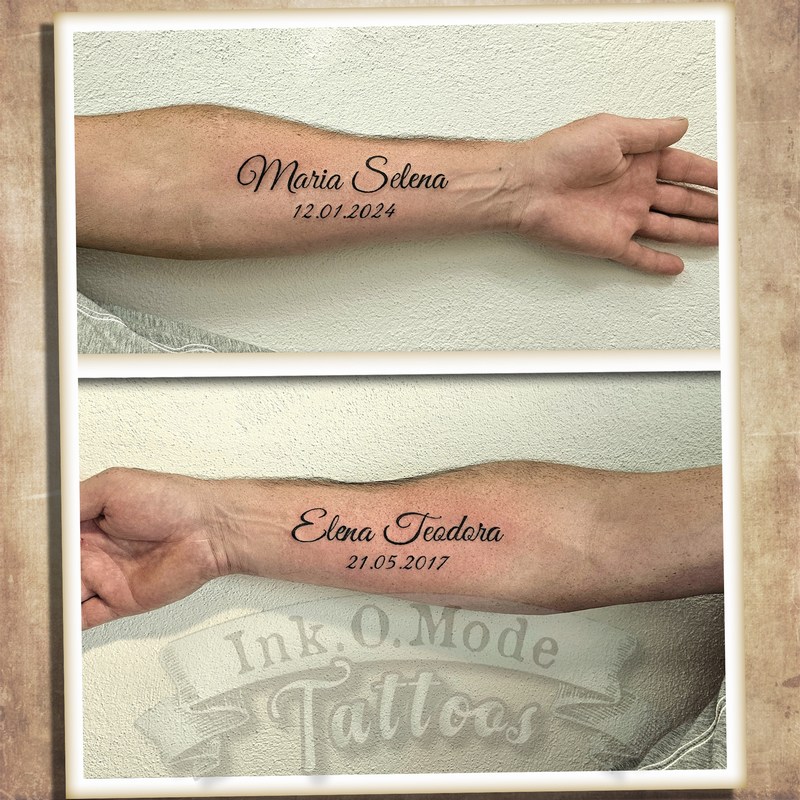 Maria Selena
12.01.2024
Elena Teodora
21.05.2017
Ink.O.Mode
Tattoos